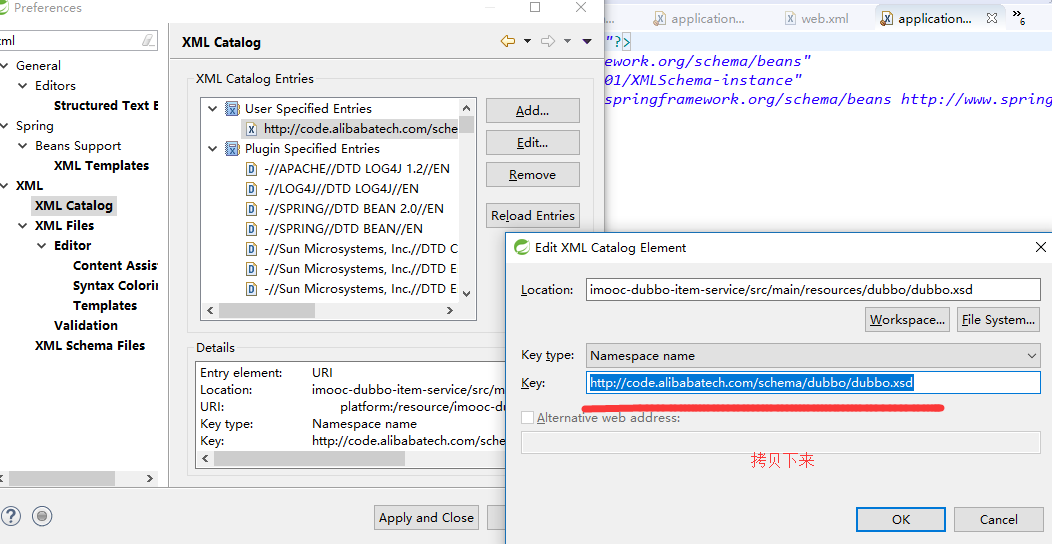 Preferences
xml
General
Editors
Structured Text E
Spring
Beans Support
XML Templates
XML
XML Catalog
XML Files
Editor
Content Assis
Syntax Colorin
Templates
Validation
XML Schema Files
XML Catalog
XML Catalog Entries
User Specified Entries
http://code.alibabatech.com/sche
Plugin Specified Entries
-//APACHE//DTD LOG4J 1.2//EN
-//LOG4J//DTD LOG4J//EN
-//SPRING//DTD BEAN 2.0//EN
-//SPRING//DTD BEAN//EN
-//Sun Microsystems, Inc.//DTD C
-//Sun Microsystems, Inc.//DTD E
-//Sun Microsystems, Inc.//DTD E
Add...
Edit...
Remove
Reload Entries
Details
Entry element: URI
Location: imooc-dubbo-item-service/src/m
URI: platform:/resource/imooc-du
Key type: Namespace name
Key: http://code.alibabatech.com/sche
Apply and Close
application... web.xml application... 6
"?>
ework.org/schema/beans"
01/XMLSchema-instance"
springframework.org/schema/beans http://www.spring
Edit XML Catalog Element
Location: imooc-dubbo-item-service/src/main/resources/dubbo/dubbo.xsd
Workspace... File System...
Key type: Namespace name
Key: http://code.alibabatech.com/schema/dubbo/dubbo.xsd
Alternative web address:
拷贝下来
OK Cancel